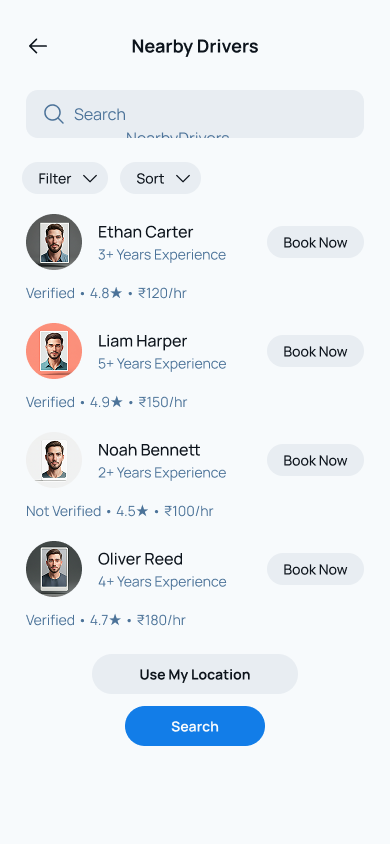 Nearby Drivers
Search
NearbyDrivers
Filter
Sort
Ethan Carter
3+ Years Experience
Book Now
Verified • 4.8★ • ₹120/hr
Liam Harper
5+ Years Experience
Book Now
Verified • 4.9★ • ₹150/hr
Noah Bennett
2+ Years Experience
Book Now
Not Verified • 4.5★ • ₹100/hr
Oliver Reed
4+ Years Experience
Book Now
Verified • 4.7★ • ₹180/hr
Use My Location
Search